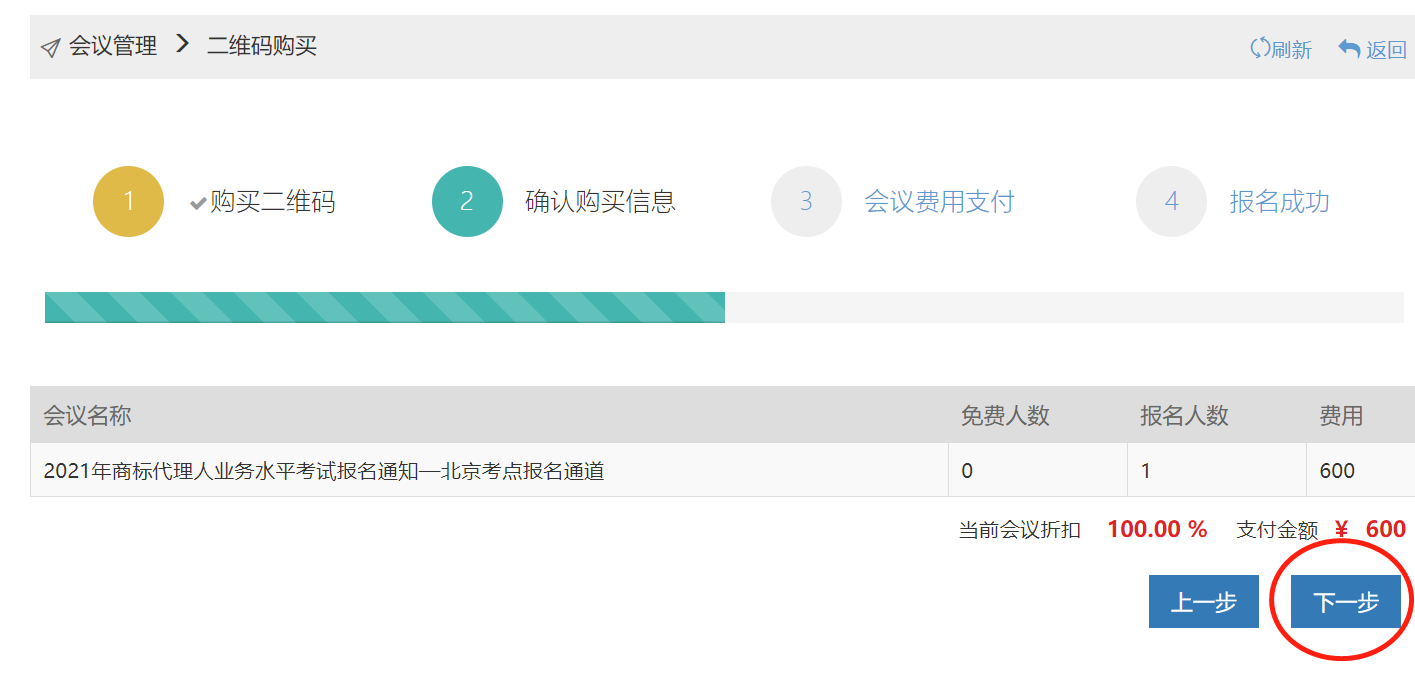 会议管理 > 二维码购买 刷新 返回
1 购买二维码 2 确认购买信息 3 会议费用支付 4 报名成功
会议名称 免费人数 报名人数 费用
2021年商标代理人业务水平考试报名通知—北京考点报名通道 0 1 600
当前会议折扣 100.00 % 支付金额 ¥ 600
上一步 下一步